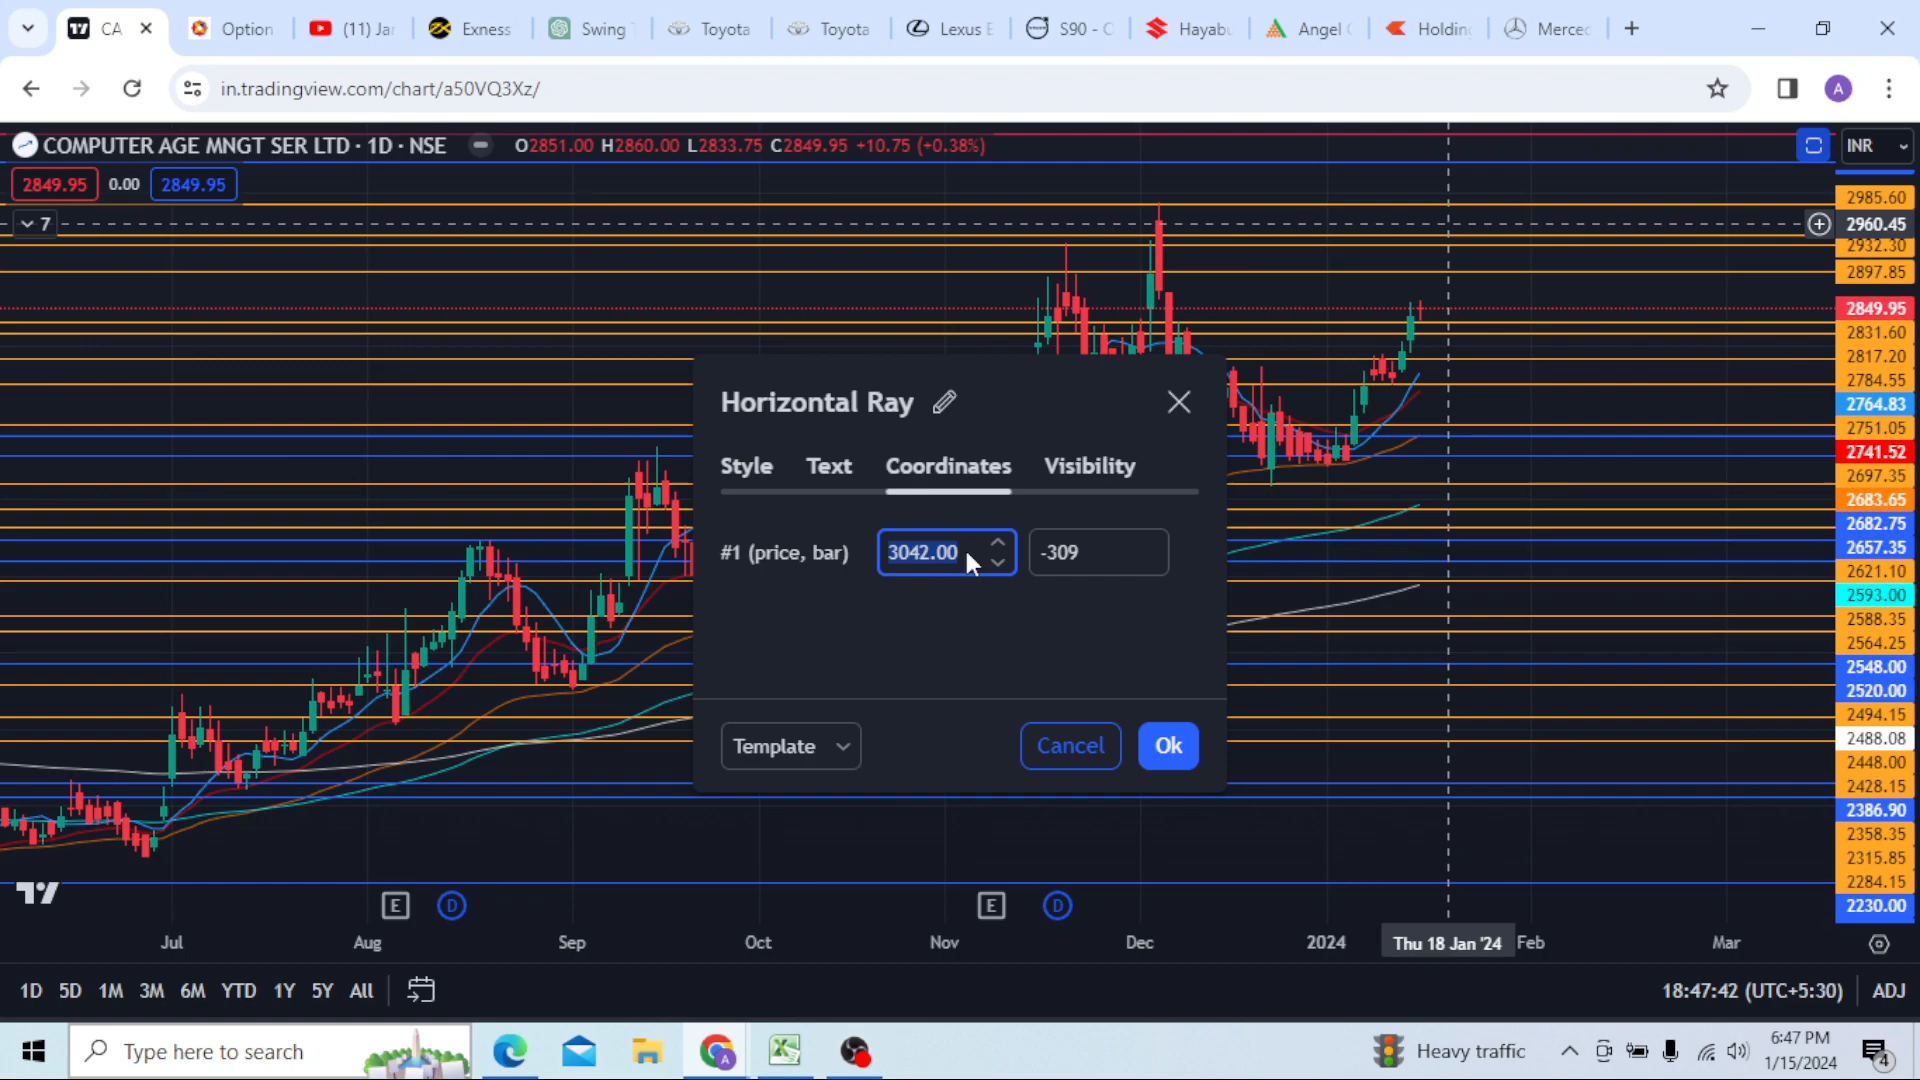 CA
Option
(11) Jar
Exness
Swing
Toyota
Toyota
Lexus E
S90 - C
Hayabu
Angel
Holding
Merced
in.tradingview.com/chart/a50VQ3Xz/
A
COMPUTER AGE MNGT SER LTD · 1D · NSE
O2851.00 H2860.00 L2833.75 C2849.95 +10.75 (+0.38%)
INR
2849.95 0.00 2849.95
7
2985.60
2960.45
2932.30
2897.85
2849.95
2831.60
2817.20
2784.55
2764.83
2751.05
2741.52
2697.35
2683.65
2682.75
2657.35
2621.10
2593.00
2588.35
2564.25
2548.00
2520.00
2494.15
2488.08
2448.00
2428.15
2386.90
2358.35
2315.85
2284.15
2230.00
Horizontal Ray
Style Text Coordinates Visibility
#1 (price, bar) 3042.00 -309
Template Cancel Ok
E D E D
Jul Aug Sep Oct Nov Dec 2024 Thu 18 Jan '24 Feb Mar
1D 5D 1M 3M 6M YTD 1Y 5Y All
18:47:42 (UTC+5:30) ADJ
Type here to search
A
Heavy traffic
6:47 PM
1/15/2024
4